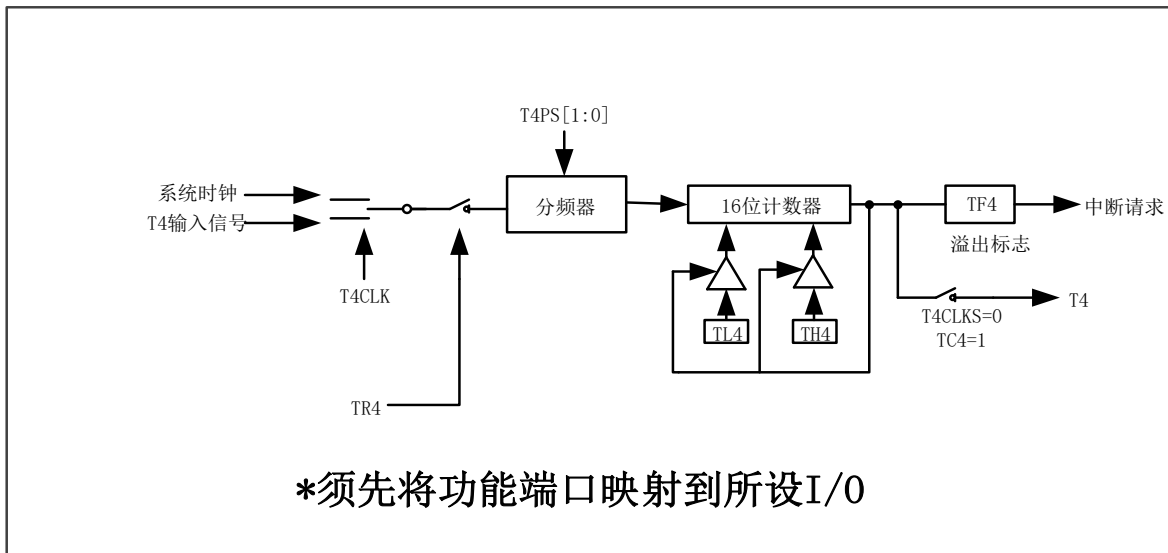 T4PS[1:0]
系统时钟
T4输入信号
分频器
16位计数器
TF4
中断请求
溢出标志
T4CLK
TL4
TH4
T4
T4CLKS=0
TC4=1
TR4
*须先将功能端口映射到所设I/O